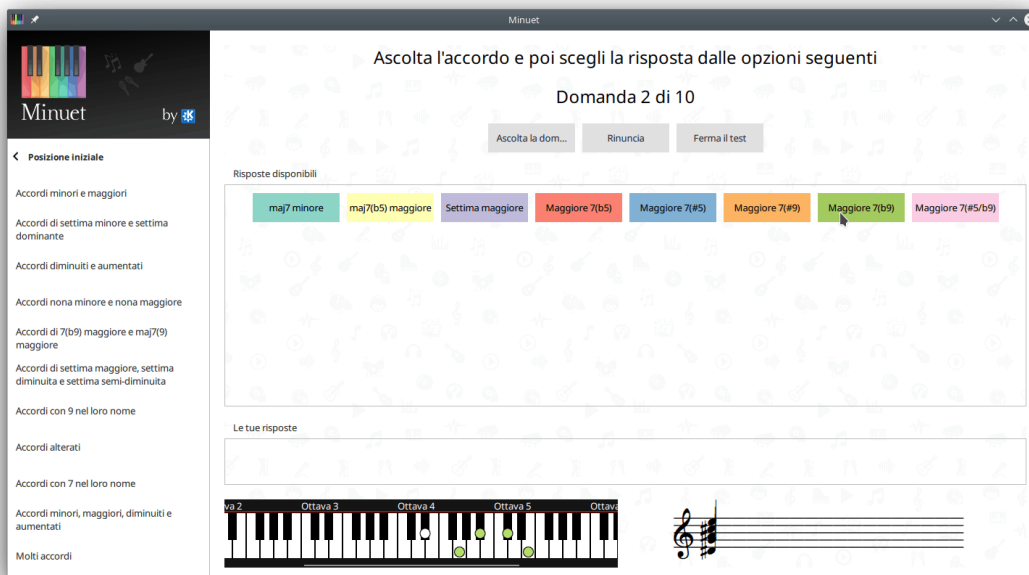 Minuet
Minuet
by
Posizione iniziale
Accordi minori e maggiori
Accordi di settima minore e settima
dominante
Accordi diminuiti e aumentati
Accordi nona minore e nona maggiore
Accordi di 7(b9) maggiore e maj7(9)
maggiore
Accordi di settima maggiore, settima
diminuita e settima semi-diminuita
Accordi con 9 nel loro nome
Accordi alterati
Accordi con 7 nel loro nome
Accordi minori, maggiori, diminuiti e
aumentati
Molti accordi
Ascolta l'accordo e poi scegli la risposta dalle opzioni seguenti
Domanda 2 di 10
Ascolta la dom... Rinuncia Ferma il test
Risposte disponibili
maj7 minore maj7(b5) maggiore Settima maggiore Maggiore 7(b5) Maggiore 7(#5) Maggiore 7(#9) Maggiore 7(b9) Maggiore 7(#5/b9)
Le tue risposte
va 2 Ottava 3 Ottava 4 Ottava 5 Ottava